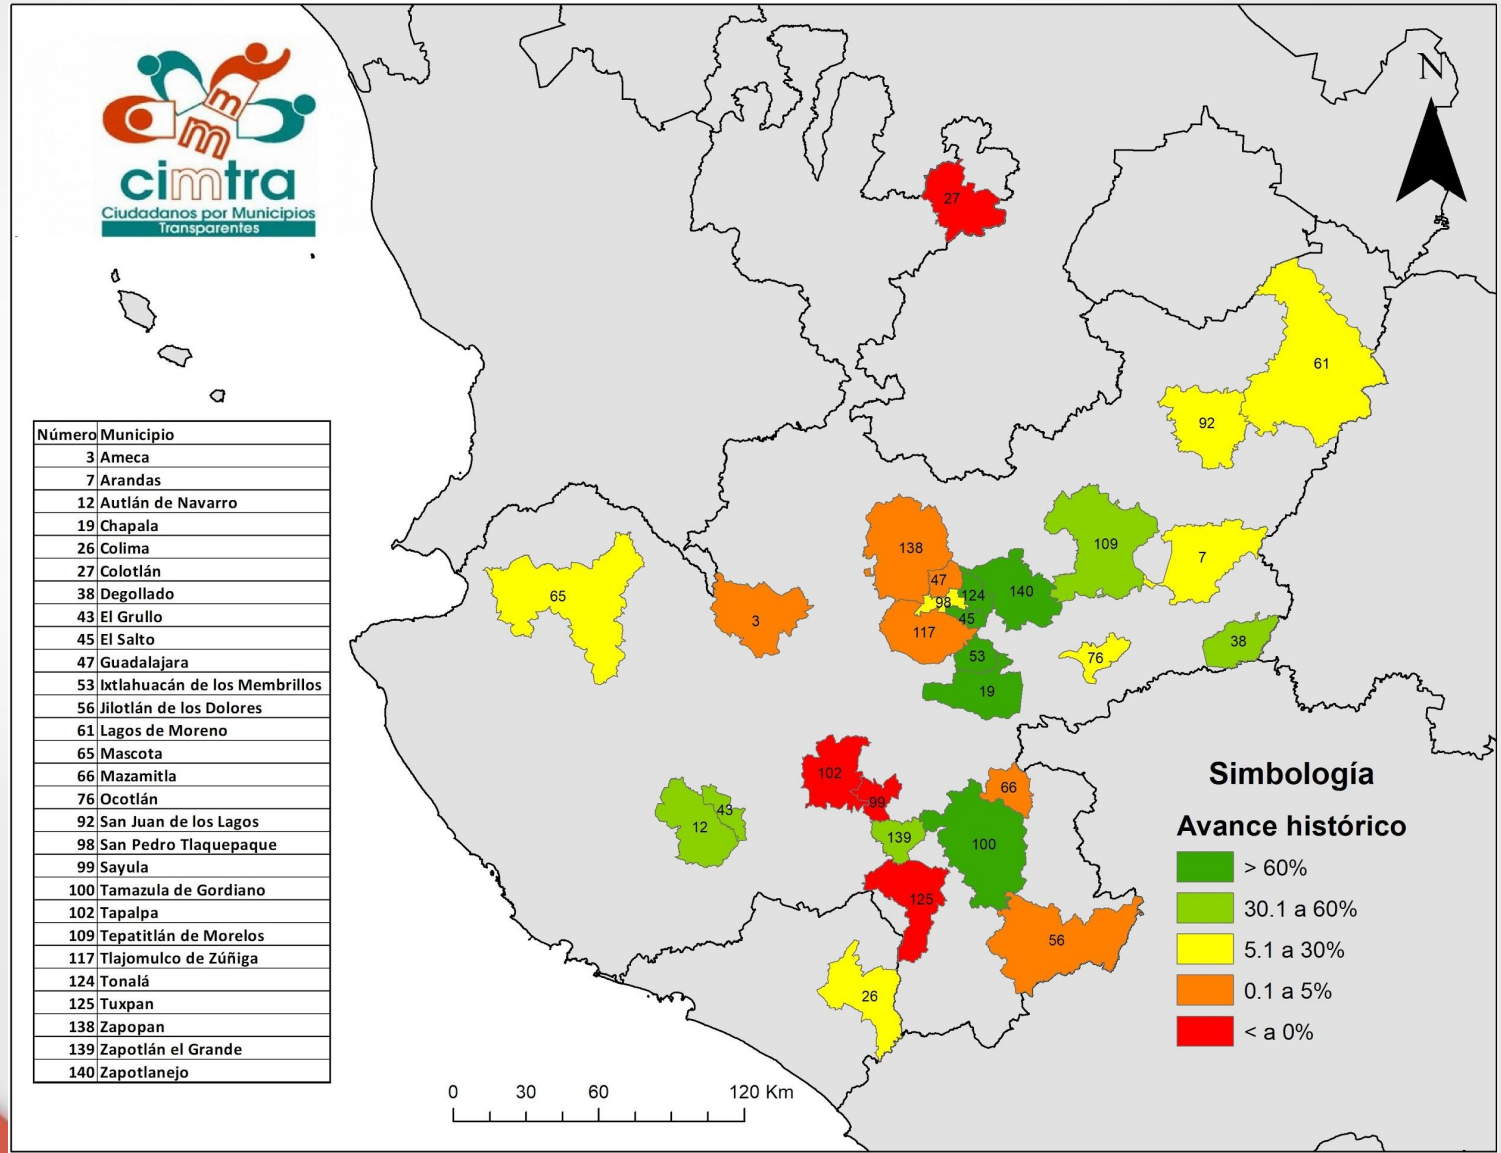 cimtra
Ciudadanos por Municipios
Transparentes
N
Número Municipio
3 Ameca
7 Arandas
12 Autlán de Navarro
19 Chapala
26 Colima
27 Colotlán
38 Degollado
43 El Grullo
45 El Salto
47 Guadalajara
53 Ixtlahuacán de los Membrillos
56 Jilotlán de los Dolores
61 Lagos de Moreno
65 Mascota
66 Mazamitla
76 Ocotlán
92 San Juan de los Lagos
98 San Pedro Tlaquepaque
99 Sayula
100 Tamazula de Gordiano
102 Tapalpa
109 Tepatitlán de Morelos
117 Tlajomulco de Zúñiga
124 Tonalá
125 Tuxpan
138 Zapopan
139 Zapotlán el Grande
140 Zapotlanejo
27
61
92
138
109
7
47
65
124
140
98
3
45
117
38
53
76
19
102
66
99
43
12
139
100
125
56
26
Simbología
Avance histórico
> 60%
30.1 a 60%
5.1 a 30%
0.1 a 5%
< a 0%
0 30 60 120 Km